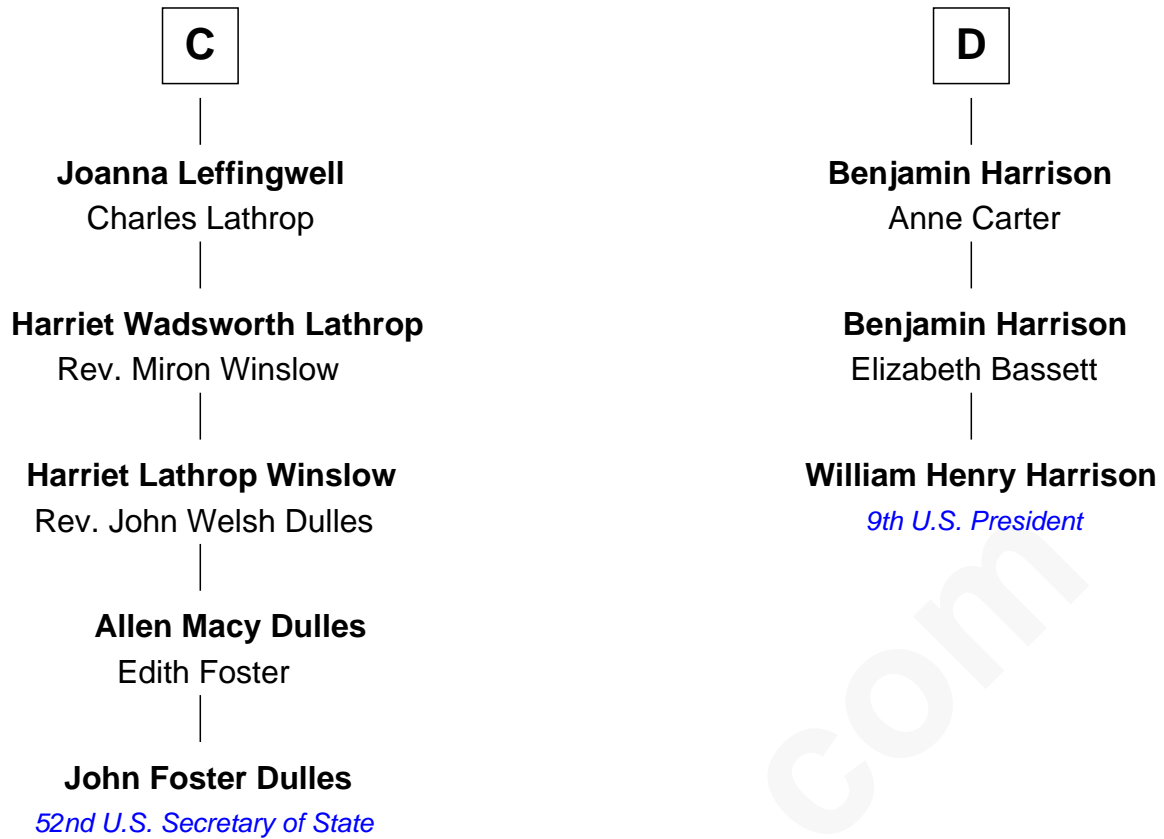 C
Joanna Leffingwell
Charles Lathrop
Harriet Wadsworth Lathrop
Rev. Miron Winslow
Harriet Lathrop Winslow
Rev. John Welsh Dulles
Allen Macy Dulles
Edith Foster
John Foster Dulles
52nd U.S. Secretary of State
D
Benjamin Harrison
Anne Carter
Benjamin Harrison
Elizabeth Bassett
William Henry Harrison
9th U.S. President
com